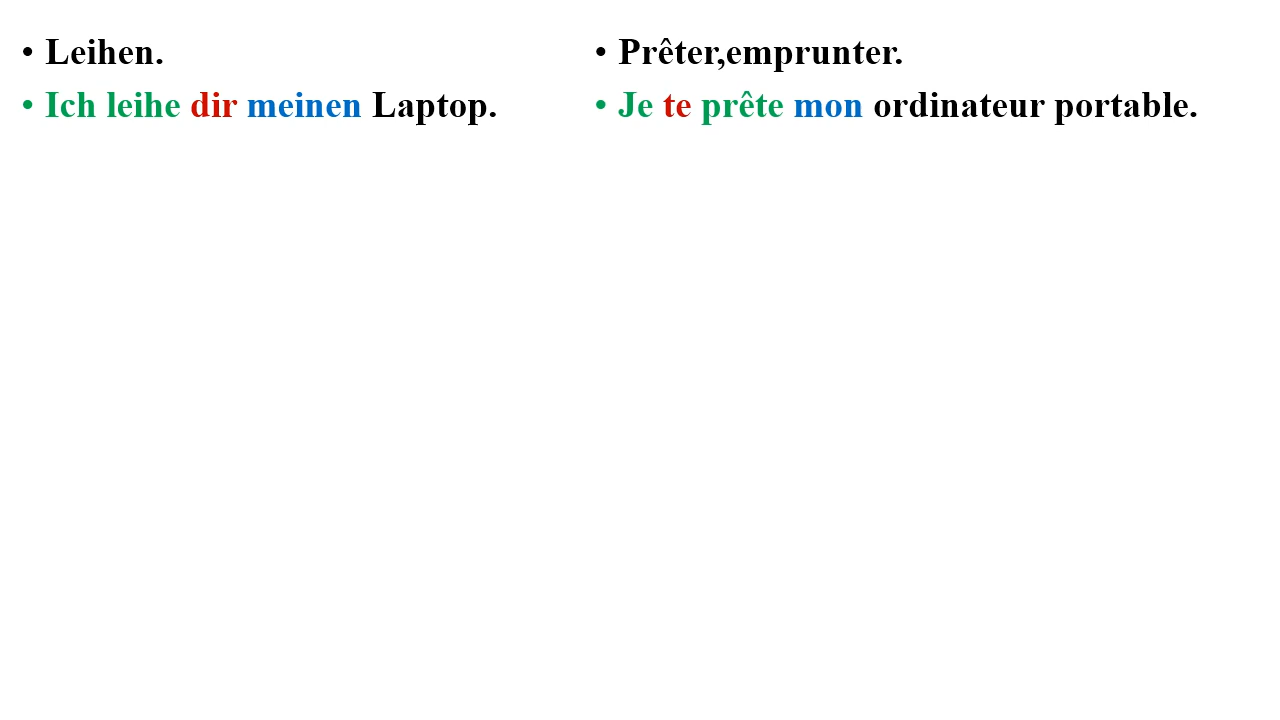 • Leihen.
• Ich leihe dir meinen Laptop.
• Prêter,emprunter.
• Je te prête mon ordinateur portable.